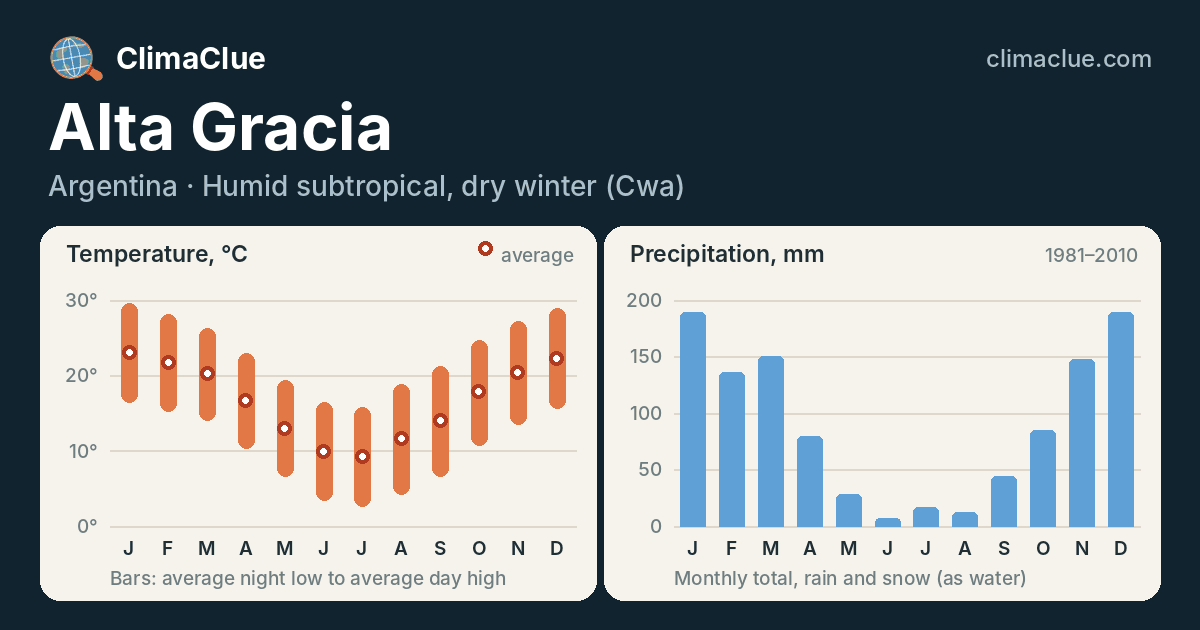 ClimaClue
climaclue.com
Alta Gracia
Argentina · Humid subtropical, dry winter (Cwa)
Temperature, °C
average
30°
20°
10°
0°
J F M A M J J A S O N D
Bars: average night low to average day high
Precipitation, mm
1981–2010
200
150
100
50
0
J F M A M J J A S O N D
Monthly total, rain and snow (as water)